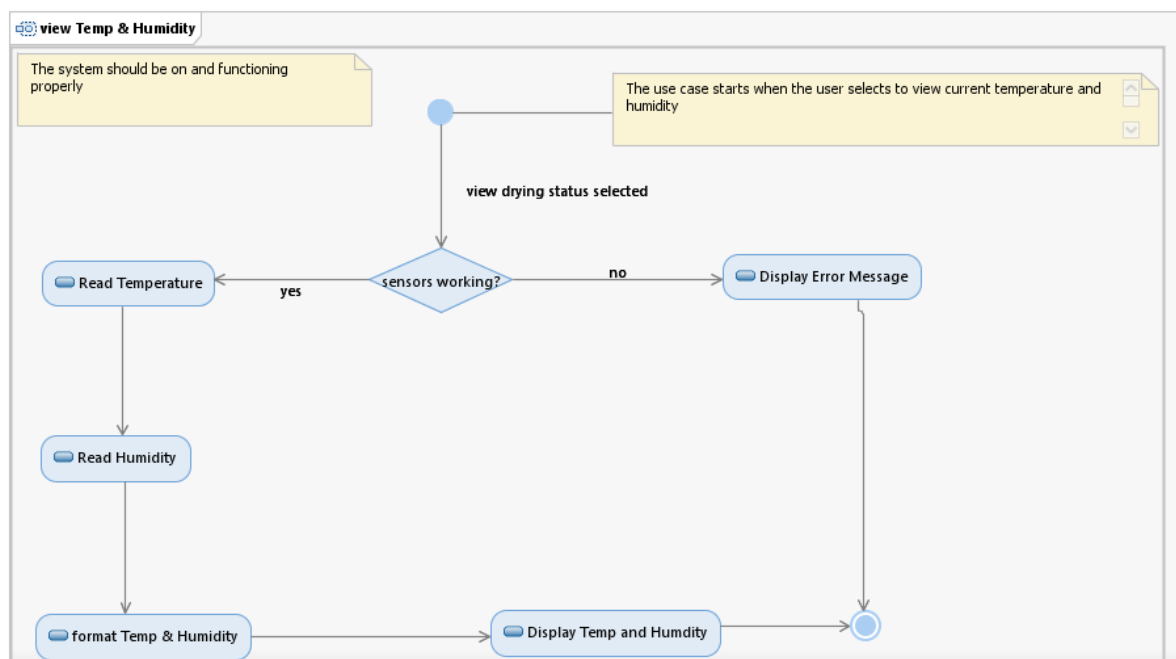 view Temp & Humidity
The system should be on and functioning
properly
The use case starts when the user selects to view current temperature and
humidity
view drying status selected
Read Temperature
yes
sensors working?
no
Display Error Message
Read Humidity
format Temp & Humidity
Display Temp and Humdity